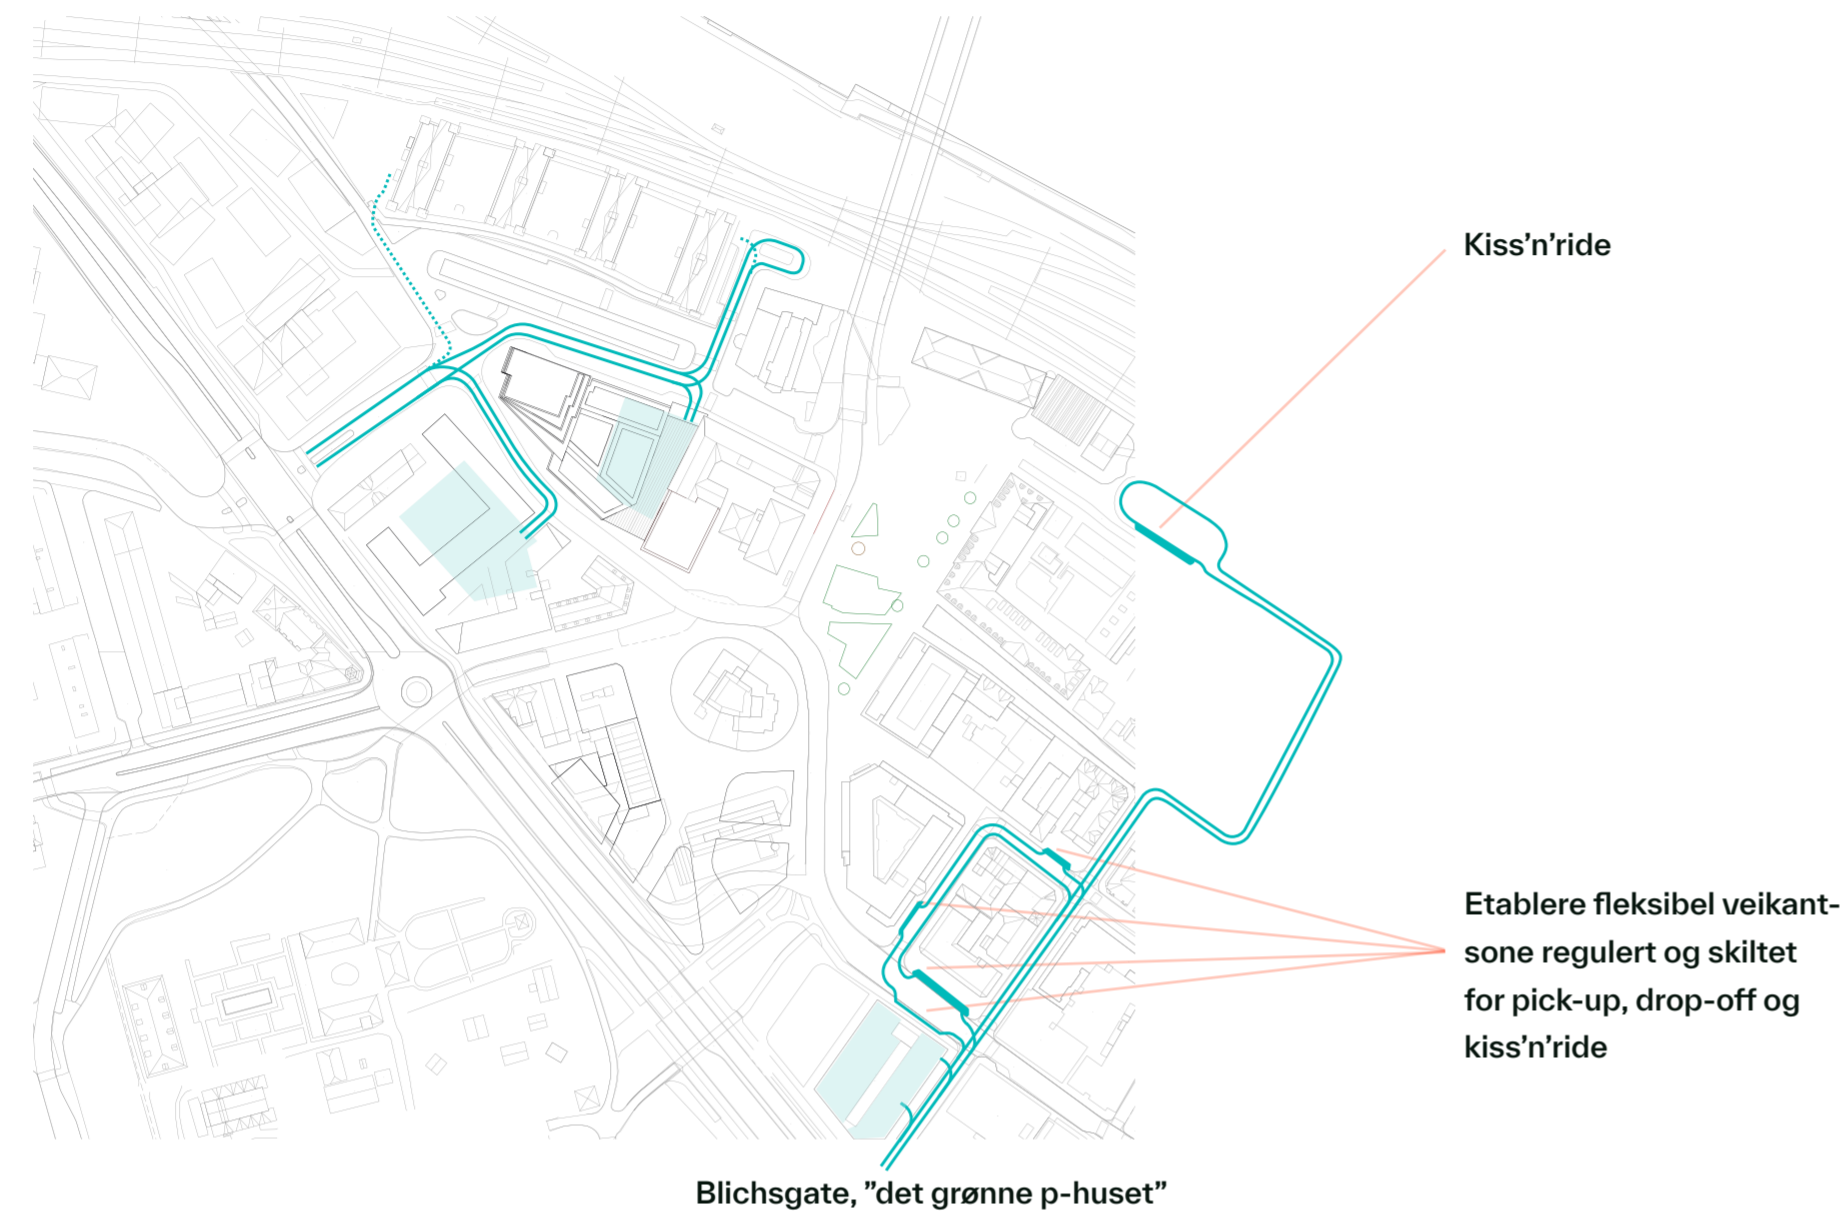 Kiss’n’ride
Etablere fleksibel veikant-
sone regulert og skiltet
for pick-up, drop-off og
kiss’n’ride
Blichsgate, ”det grønne p-huset”